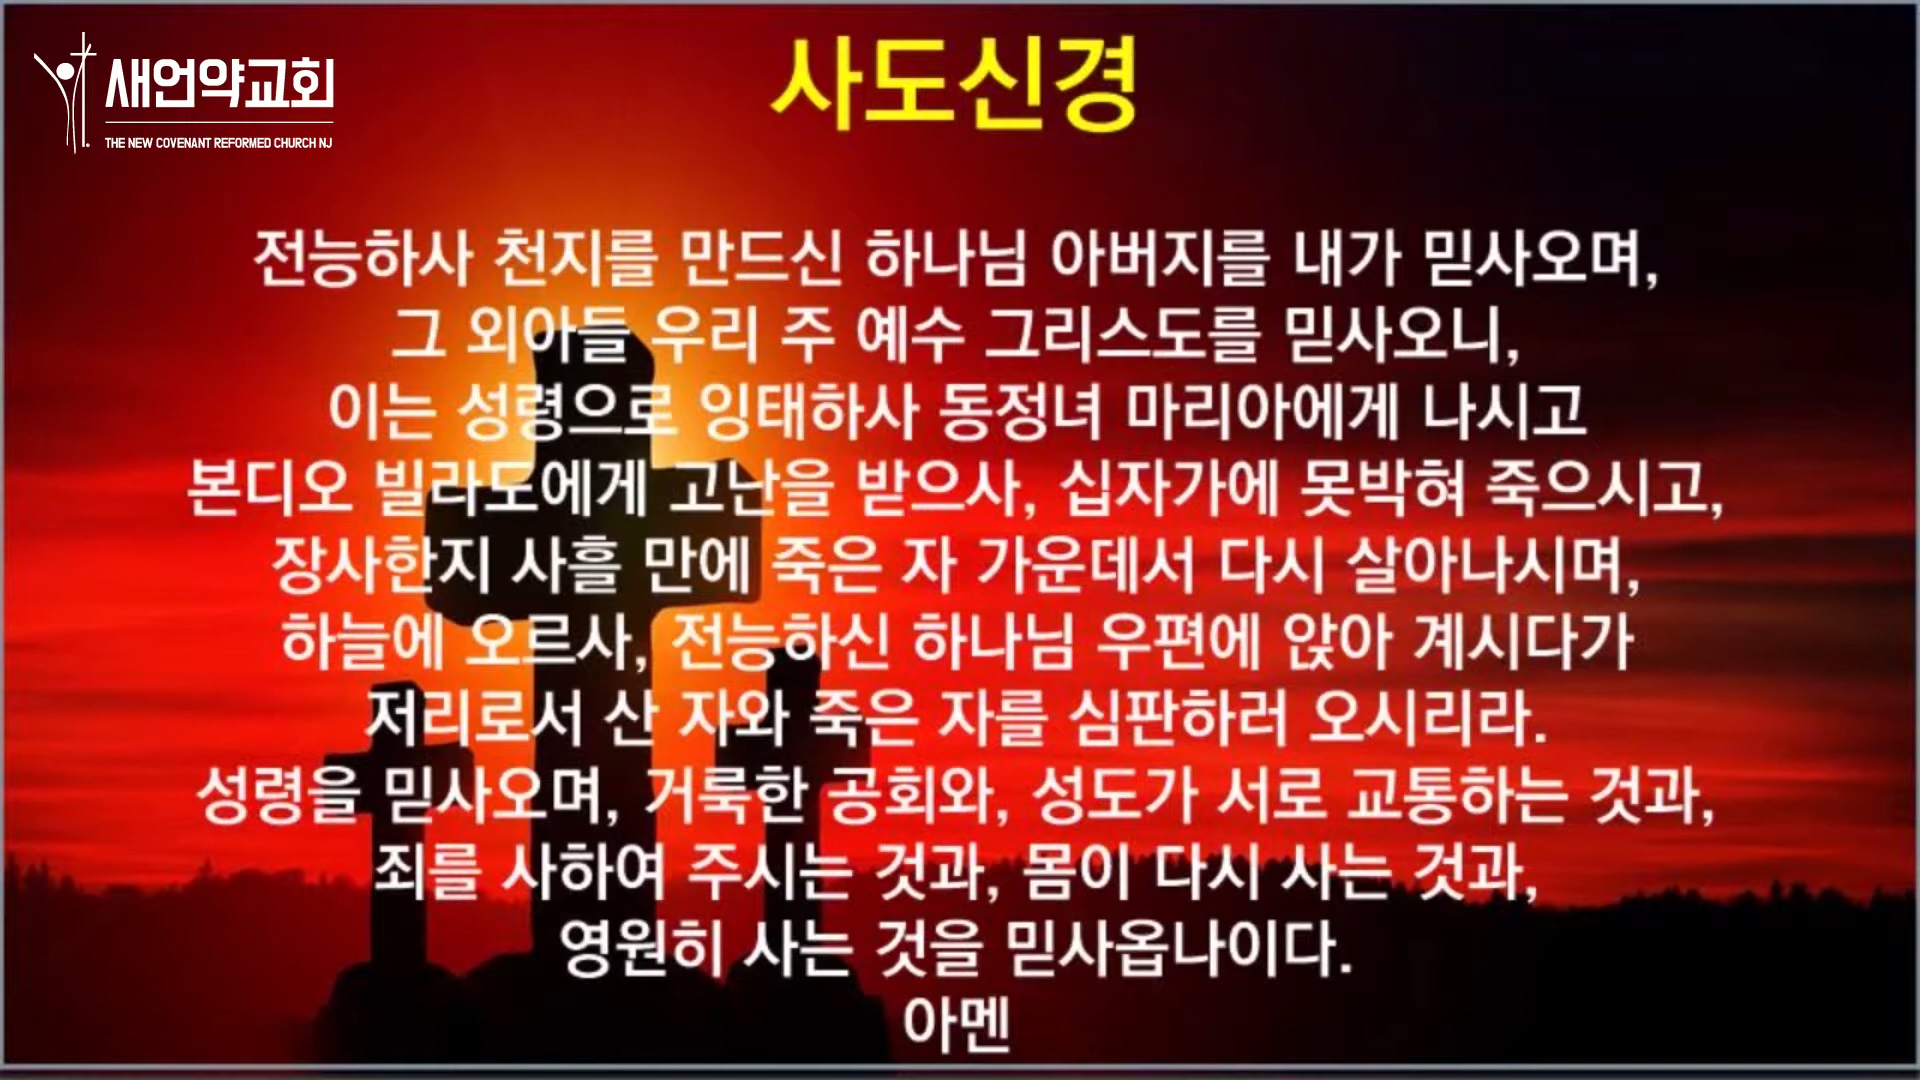 새언약교회
THE NEW COVENANT REFORMED CHURCH NJ
사도신경
전능하사 천지를 만드신 하나님 아버지를 내가 믿사오며,
그 외아들 우리 주 예수 그리스도를 믿사오니,
이는 성령으로 잉태하사 동정녀 마리아에게 나시고
본디오 빌라도에게 고난을 받으사, 십자가에 못박혀 죽으시고,
장사한지 사흘 만에 죽은 자 가운데서 다시 살아나시며,
하늘에 오르사, 전능하신 하나님 우편에 앉아 계시다가
저리로서 산 자와 죽은 자를 심판하러 오시리라.
성령을 믿사오며, 거룩한 공회와, 성도가 서로 교통하는 것과,
죄를 사하여 주시는 것과, 몸이 다시 사는 것과,
영원히 사는 것을 믿사옵나이다.
아멘